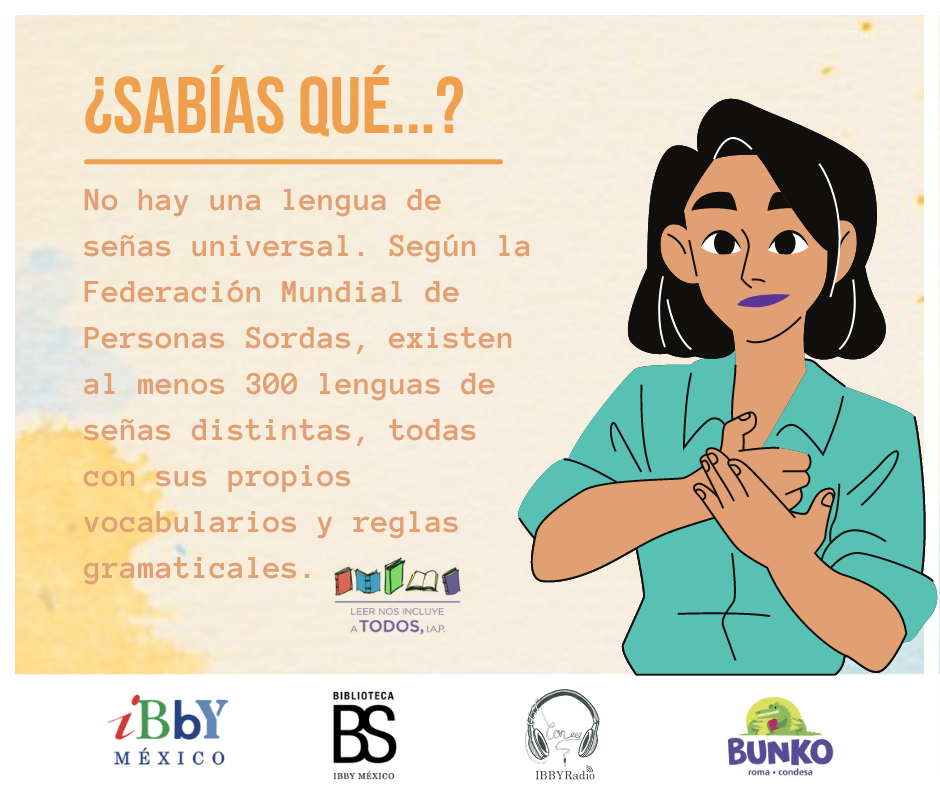 ¿SABÍAS QUÉ...?
No hay una lengua de
señas universal. Según la
Federación Mundial de
Personas Sordas, existen
al menos 300 lenguas de
señas distintas, todas
con sus propios
vocabularios y reglas
gramaticales.
LEER NOS INCLUYE
A TODOS, I.A.P.
iBbY
MÉXICO
BIBLIOTECA
BS
IBBY MÉXICO
Con
IBBYRadio
BUNKO
roma • condesa